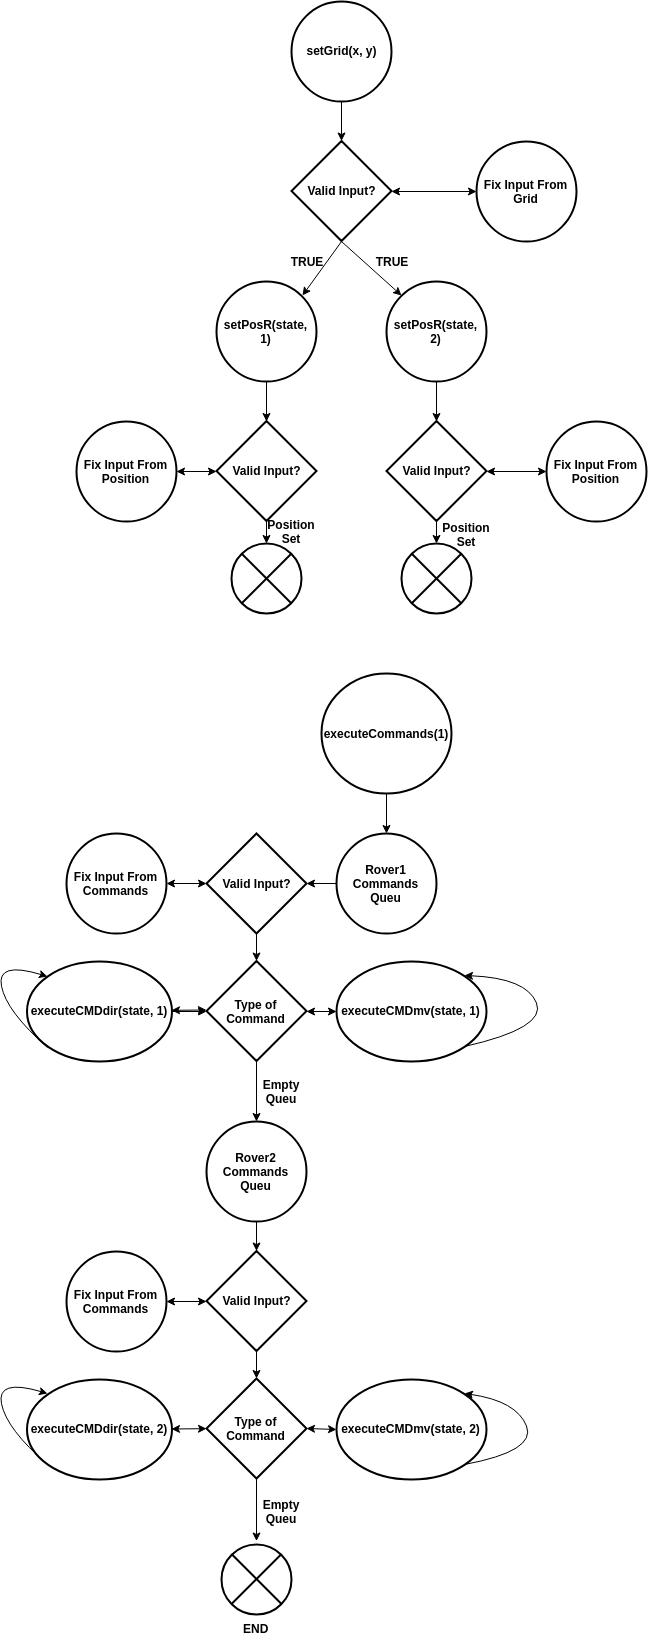 setGrid(x, y)
Valid Input?
Fix Input From
Grid
TRUE
TRUE
setPosR(state,
1)
setPosR(state,
2)
Fix Input From
Position
Valid Input?
Valid Input?
Fix Input From
Position
Position
Set
Position
Set
executeCommands(1)
Fix Input From
Commands
Valid Input?
Rover1
Commands
Queu
executeCMDdir(state, 1)
Type of
Command
executeCMDmv(state, 1)
Empty
Queu
Rover2
Commands
Queu
Fix Input From
Commands
Valid Input?
executeCMDdir(state, 2)
Type of
Command
executeCMDmv(state, 2)
Empty
Queu
END